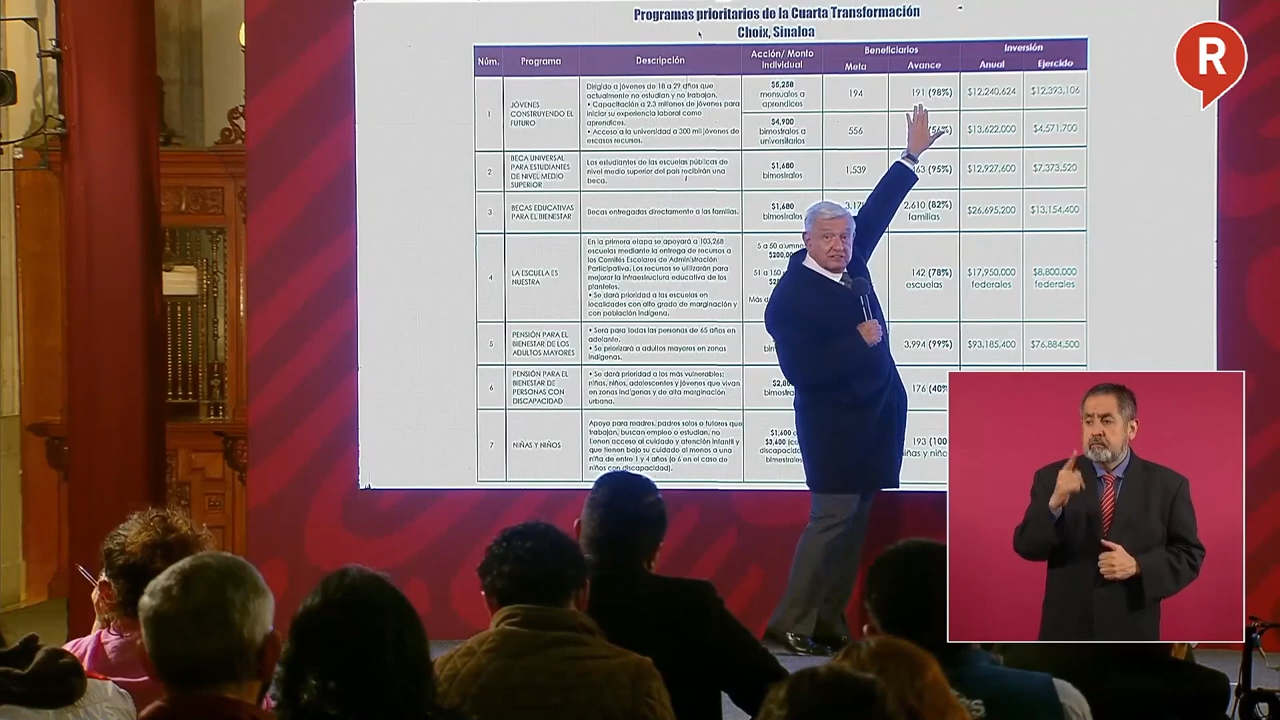 Programas prioritarios de la Cuarta Transformación
Choix, Sinaloa
R
Núm. Programa Descripción Acción/ Monto Individual Beneficiarios Inversión
Meta Avance Anual Ejercido
1 JÓVENES CONSTRUYENDO EL FUTURO
Dirigido a jóvenes de 18 a 29 años que
actualmente no estudian y no trabajan.
• Capacitación a 2.3 millones de jóvenes para
iniciar su experiencia laboral como
aprendices.
• Acceso a la universidad a 300 mil jóvenes de
escasos recursos.
$5,258 mensuales a aprendices 194 191 (98%) $12,240,624 $12,393,106
$4,900 bimestrales a universitarios 556 $13,622,000 $4,571,700
2 BECA UNIVERSAL PARA ESTUDIANTES DE NIVEL MEDIO SUPERIOR
Los estudiantes de las escuelas públicas de
nivel medio superior del país recibirán una
beca.
$1,680 bimestrales 1,539 (95%) $12,927,600 $7,373,520
3 BECAS EDUCATIVAS PARA EL BIENESTAR
Becas entregadas directamente a las familias.
$1,680 bimestrales 2,610 (82%) familias $26,695,200 $13,154,400
4 LA ESCUELA ES NUESTRA
En la primera etapa se apoyará a 103,268
escuelas mediante la entrega de recursos a
los Comités Escolares de Administración
Participativa. Los recursos se utilizarán para
mejorar la infraestructura educativa de los
planteles.
• Se dará prioridad a las escuelas en
localidades con alto grado de marginación y
con población indígena.
5 a 50
51 a 150
142 (78%) escuelas $17,950,000 federales $8,800,000 federales
5 PENSIÓN PARA EL BIENESTAR DE LOS ADULTOS MAYORES
• Será para todas las personas de 65 años en
adelante.
• Se priorizará a adultos mayores en zonas
indígenas.
3,994 (99%) $93,185,400 $76,884,500
6 PENSIÓN PARA EL BIENESTAR DE PERSONAS CON DISCAPACIDAD
• Se dará prioridad a los más vulnerables:
niñas, niños, adolescentes y jóvenes que vivan
en zonas indígenas y de alta marginación
urbana.
176 (40%
7 NIÑAS Y NIÑOS
Apoyo para madres, padres solos o tutores que
trabajan, buscan empleo o estudian, no
tienen acceso al cuidado y atención infantil y
que tienen bajo su cuidado al menos a una
niña de entre 1 y 4 años (o 6 en el caso de
niños con discapacidad).
$1,600
$3,600
193 (100